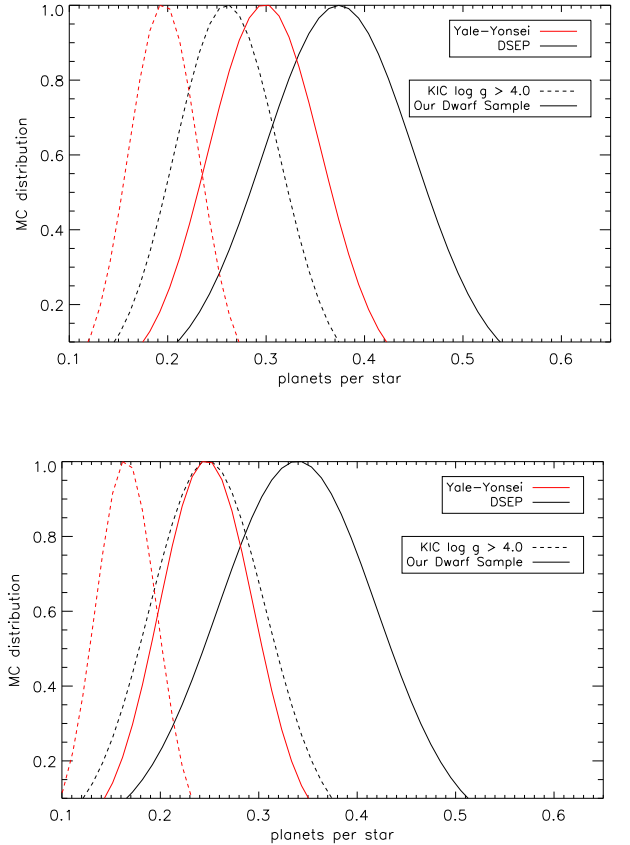 1.0
0.8
0.6
0.4
0.2
MC distribution
Yale-Yonsei
DSEP
KIC log g > 4.0
Our Dwarf Sample
0.1 0.2 0.3 0.4 0.5 0.6
planets per star
1.0
0.8
0.6
0.4
0.2
MC distribution
Yale-Yonsei
DSEP
KIC log g > 4.0
Our Dwarf Sample
0.1 0.2 0.3 0.4 0.5 0.6
planets per star